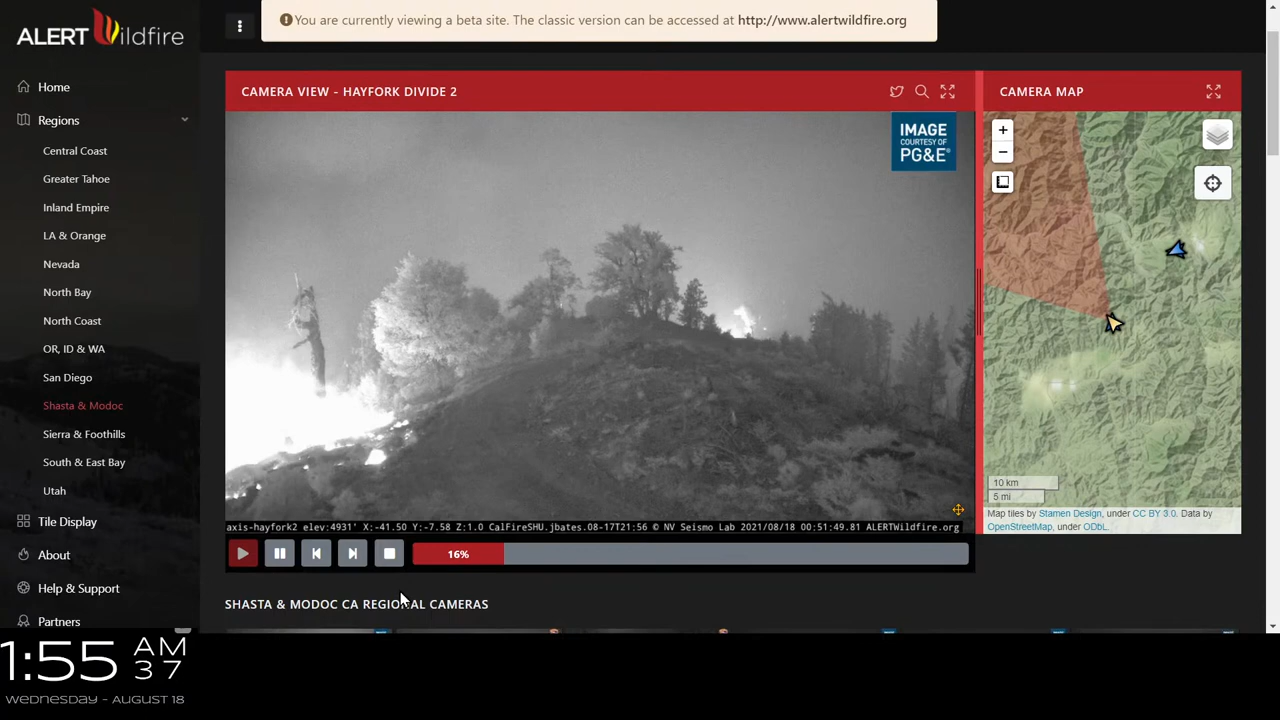 You are currently viewing a beta site. The classic version can be accessed at http://www.alertwildfire.org
ALERT Wildfire
Home
Regions
Central Coast
Greater Tahoe
Inland Empire
LA & Orange
Nevada
North Bay
North Coast
OR, ID & WA
San Diego
Shasta & Modoc
Sierra & Foothills
South & East Bay
Utah
Tile Display
About
Help & Support
Partners
CAMERA VIEW - HAYFORK DIVIDE 2
IMAGE
COURTESY OF
PG&E®
axis-hayfork2 elev:4931' X:-41.50 Y:-7.58 Z:1.0 CalFireSHU.jbates.08-17T21:56 © NV Seismo Lab 2021/08/18 00:51:49.81 ALERTWildfire.org
16%
CAMERA MAP
+
−
10 km
5 mi
Map tiles by Stamen Design, under CC BY 3.0. Data by
OpenStreetMap, under ODbL.
SHASTA & MODOC CA REGIONAL CAMERAS
1:55 AM
37
WEDNESDAY - AUGUST 18